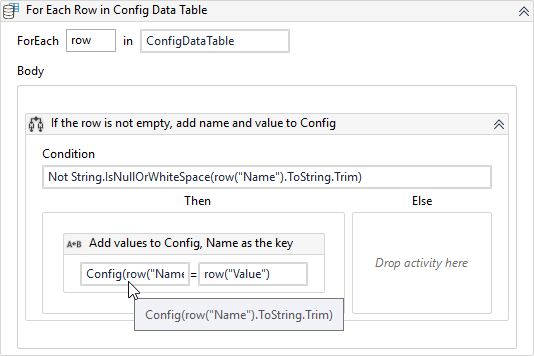 For Each Row in Config Data Table
ForEach row in ConfigDataTable
Body
If the row is not empty, add name and value to Config
Condition
Not String.IsNullOrWhiteSpace(row("Name").ToString.Trim)
Then Else
A+B Add values to Config, Name as the key
Config(row("Name = row("Value")
Drop activity here
Config(row("Name").ToString.Trim)